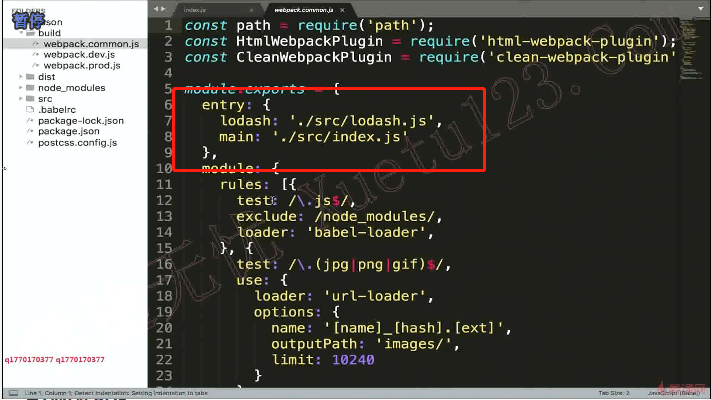 FOLDERS
暂停
build
webpack.common.js
webpack.dev.js
webpack.prod.js
dist
node_modules
src
.babelrc
package-lock.json
package.json
postcss.config.js
q1770170377 q1770170377
index.js
webpack.common.js
1 const path = require('path');
2 const HtmlWebpackPlugin = require('html-webpack-plugin');
3 const CleanWebpackPlugin = require('clean-webpack-plugin'
4
5 module.exports = {
6 entry: {
7 lodash: './src/lodash.js',
8 main: './src/index.js'
9 },
10 module: {
11 rules: [{
12 test: /\.js$/,
13 exclude: /node_modules/,
14 loader: 'babel-loader',
15 }, {
16 test: /\.(jpg|png|gif)$/,
17 use: {
18 loader: 'url-loader',
19 options: {
20 name: '[name]_[hash].[ext]',
21 outputPath: 'images/',
22 limit: 10240
23 }
Line 1, Column 1; Detect Indentation: Setting indentation to tabs
Tab Size: 2
JavaScript (Babel)